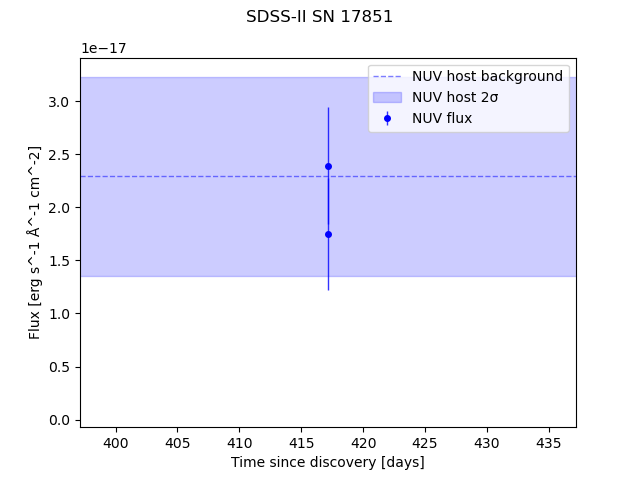 SDSS-II SN 17851
1e−17
NUV host background
NUV host 2σ
NUV flux
3.0
2.5
2.0
1.5
1.0
0.5
0.0
Flux [erg s^-1 Å^-1 cm^-2]
400 405 410 415 420 425 430 435
Time since discovery [days]